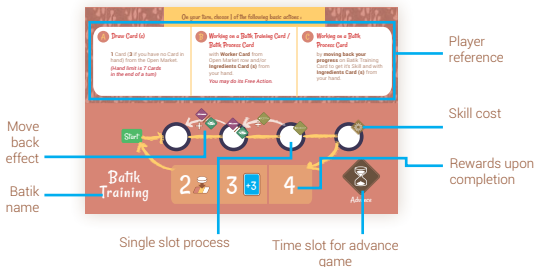 On your turn, choose 1 of the following basic actions :
A Draw Card (s)
1 Card (3 if you have no Card in
hand) from the Open Market.
(Hand limit is 7 Cards
in the end of a turn)
B Working on a Batik Training Card /
Batik Process Card
with Worker Card from
Open Market row and/or
Ingredients Card (s) from
your hand.
You may do its Free Action
C Working on a Batik
Process Card
by moving back your
progress on Batik Training
Card to get it's Skill and with
Ingredients Card (s) from
your hand.
Player
reference
Skill cost
Move
back
effect
Start
Rewards upon
completion
Batik
name
Batik
Training
2
3
+3
4
Advance
Single slot process
Time slot for advance
game